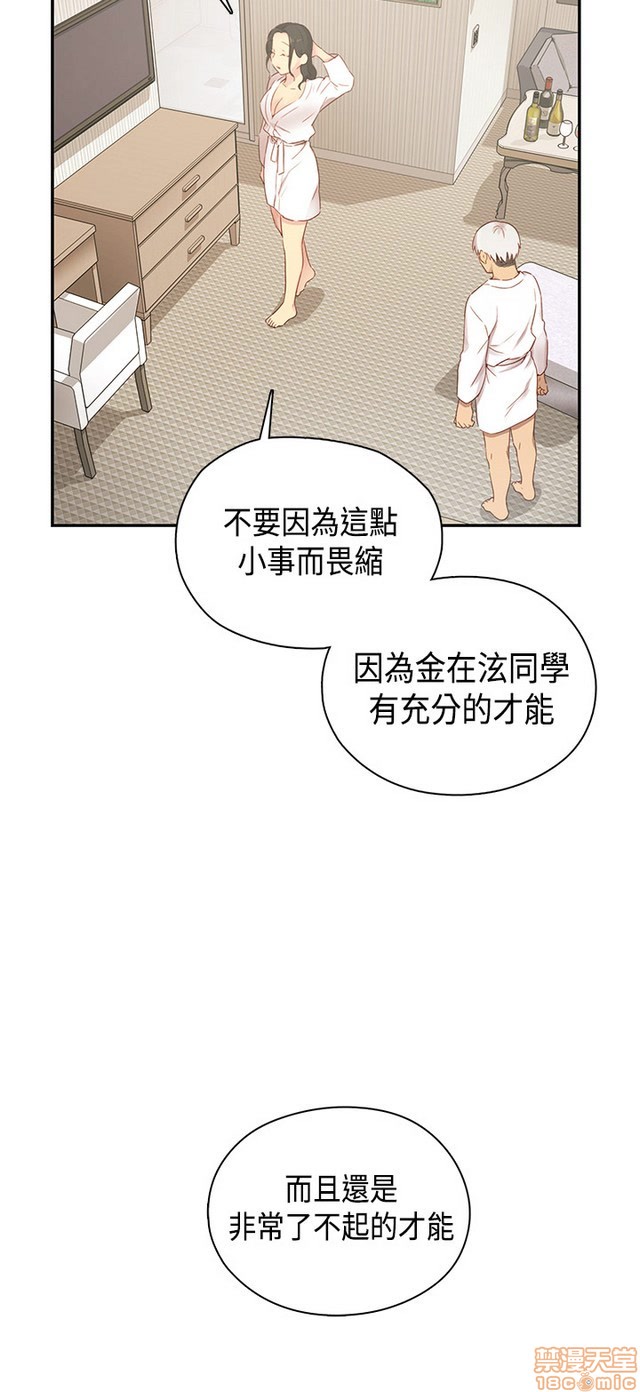 不要因為這點
小事而畏縮
因為金在泫同學
有充分的才能
而且還是
非常了不起的才能
禁漫天堂
18comic